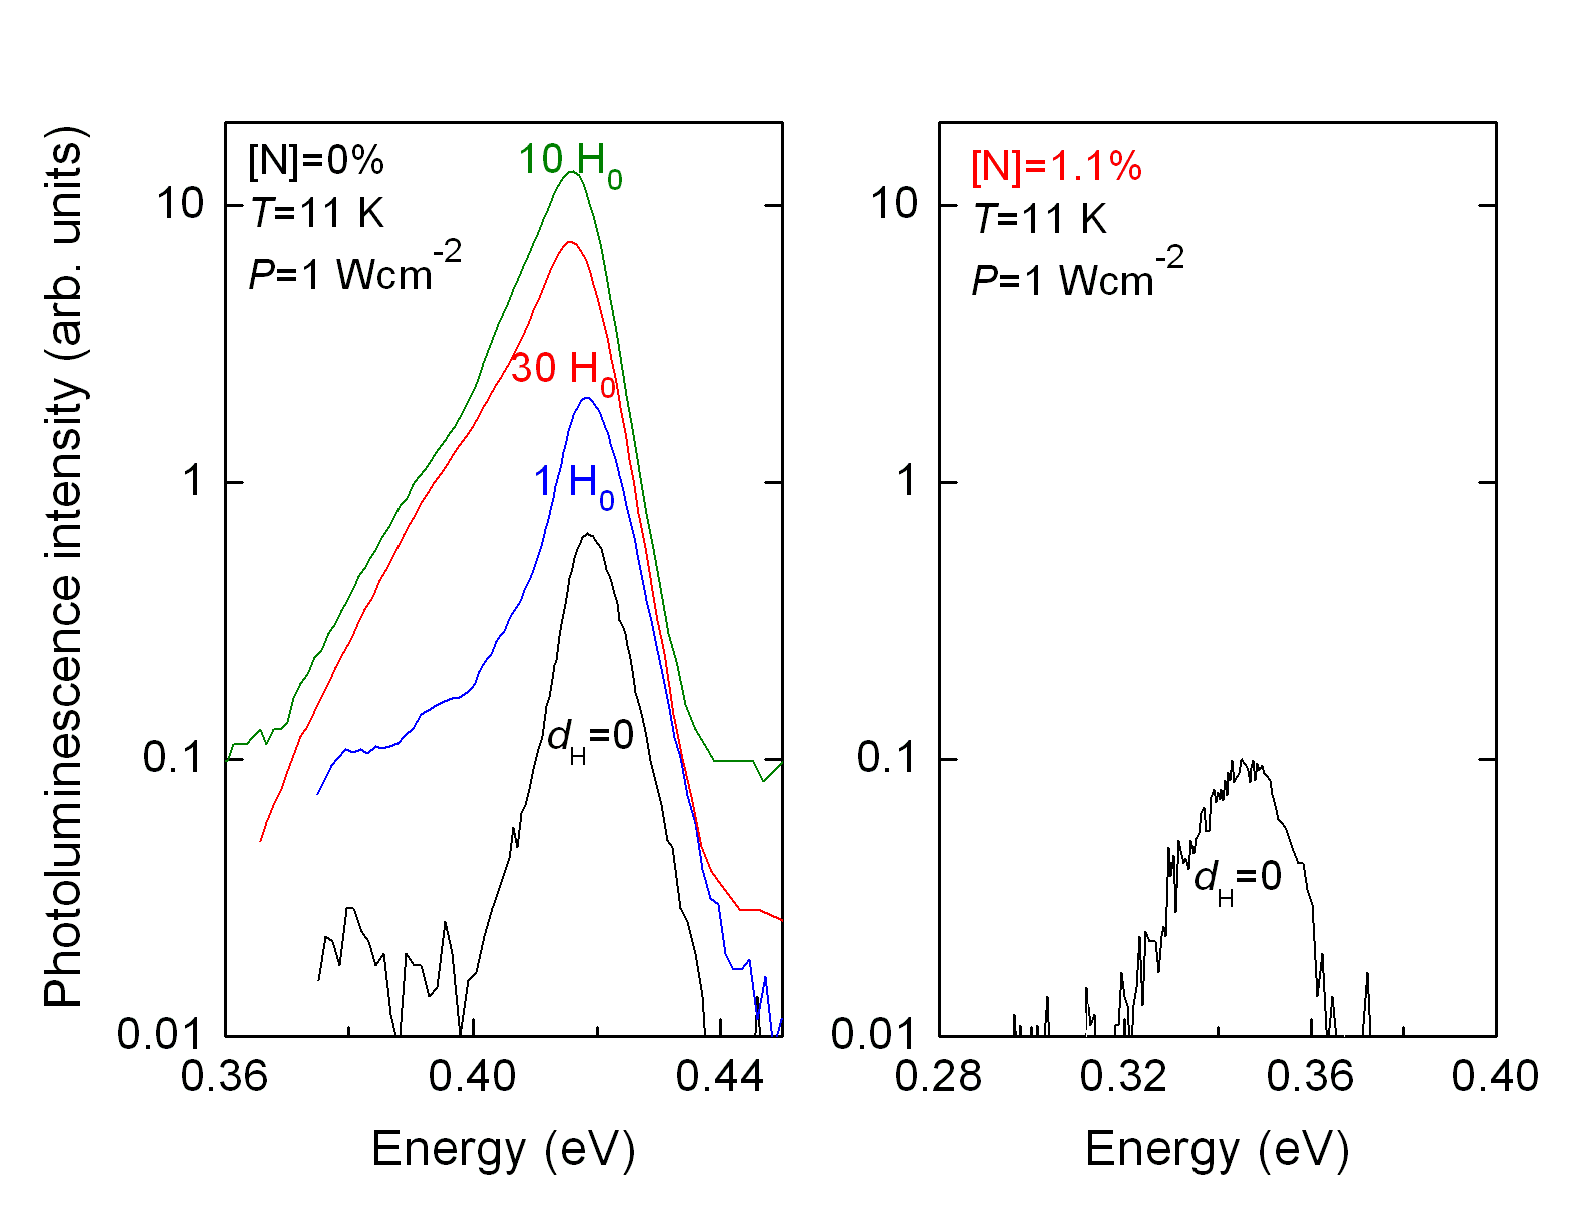 Photoluminescence intensity (arb. units)
[N]=0%
T=11 K
P=1 Wcm-2
10 H0
30 H0
1 H0
dH=0
10
1
0.1
0.01
0.36
0.40
0.44
Energy (eV)
[N]=1.1%
T=11 K
P=1 Wcm-2
dH=0
10
1
0.1
0.01
0.28
0.32
0.36
0.40
Energy (eV)